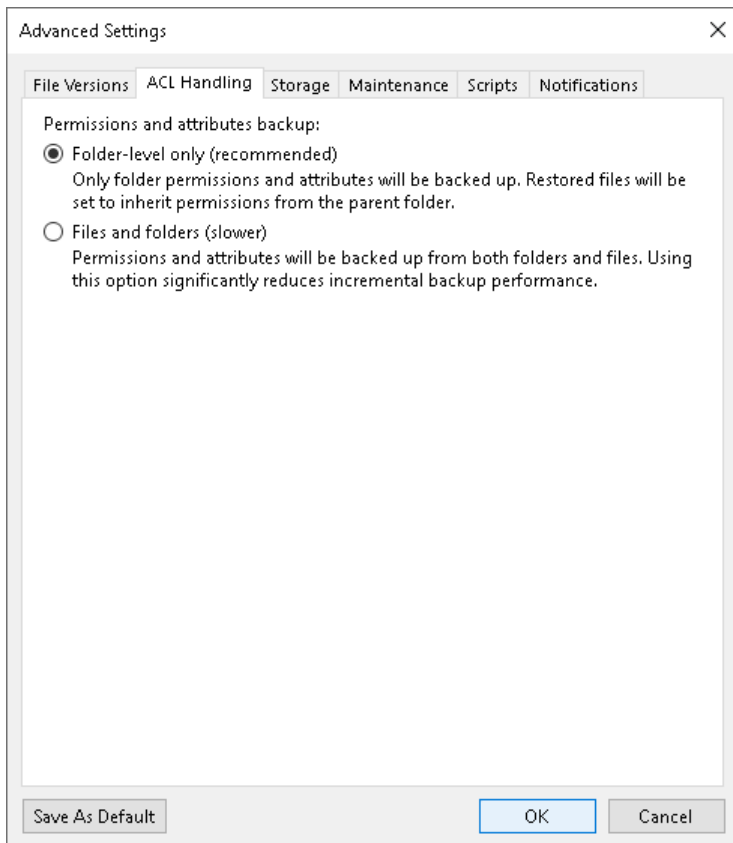 Advanced Settings
File Versions ACL Handling Storage Maintenance Scripts Notifications
Permissions and attributes backup:
Folder-level only (recommended)
Only folder permissions and attributes will be backed up. Restored files will be
set to inherit permissions from the parent folder.
Files and folders (slower)
Permissions and attributes will be backed up from both folders and files. Using
this option significantly reduces incremental backup performance.
Save As Default OK Cancel